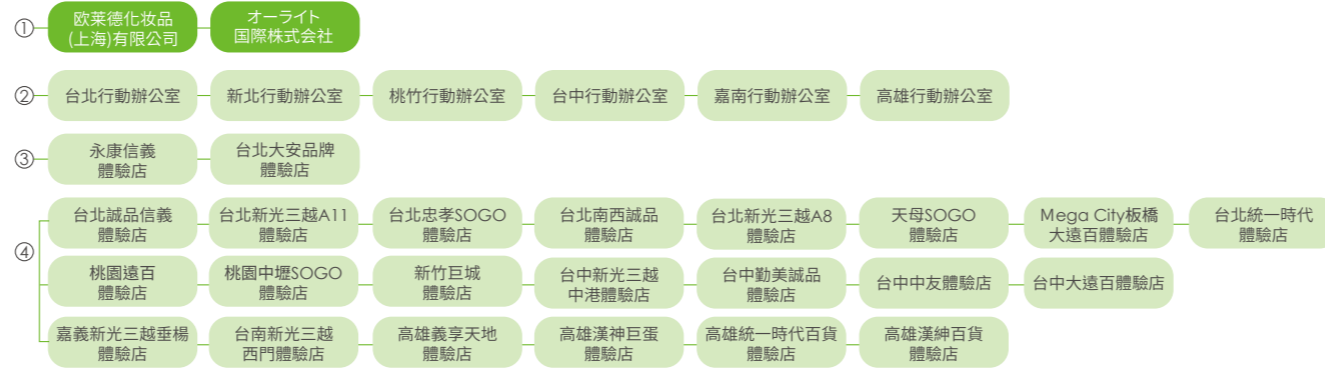 ①
欧莱德化妆品
(上海)有限公司
オーライト
国際株式会社
②
台北行動辦公室
新北行動辦公室
桃竹行動辦公室
台中行動辦公室
嘉南行動辦公室
高雄行動辦公室
③
永康信義
體驗店
台北大安品牌
體驗店
④
台北誠品信義
體驗店
台北新光三越A11
體驗店
台北忠孝SOGO
體驗店
台北南西誠品
體驗店
台北新光三越A8
體驗店
天母SOGO
體驗店
Mega City板橋
大遠百體驗店
台北統一時代
體驗店
桃園遠百
體驗店
桃園中壢SOGO
體驗店
新竹巨城
體驗店
台中新光三越
中港體驗店
台中勤美誠品
體驗店
台中中友體驗店
台中大遠百體驗店
嘉義新光三越垂楊
體驗店
台南新光三越
西門體驗店
高雄義享天地
體驗店
高雄漢神巨蛋
體驗店
高雄統一時代百貨
體驗店
高雄漢紳百貨
體驗店